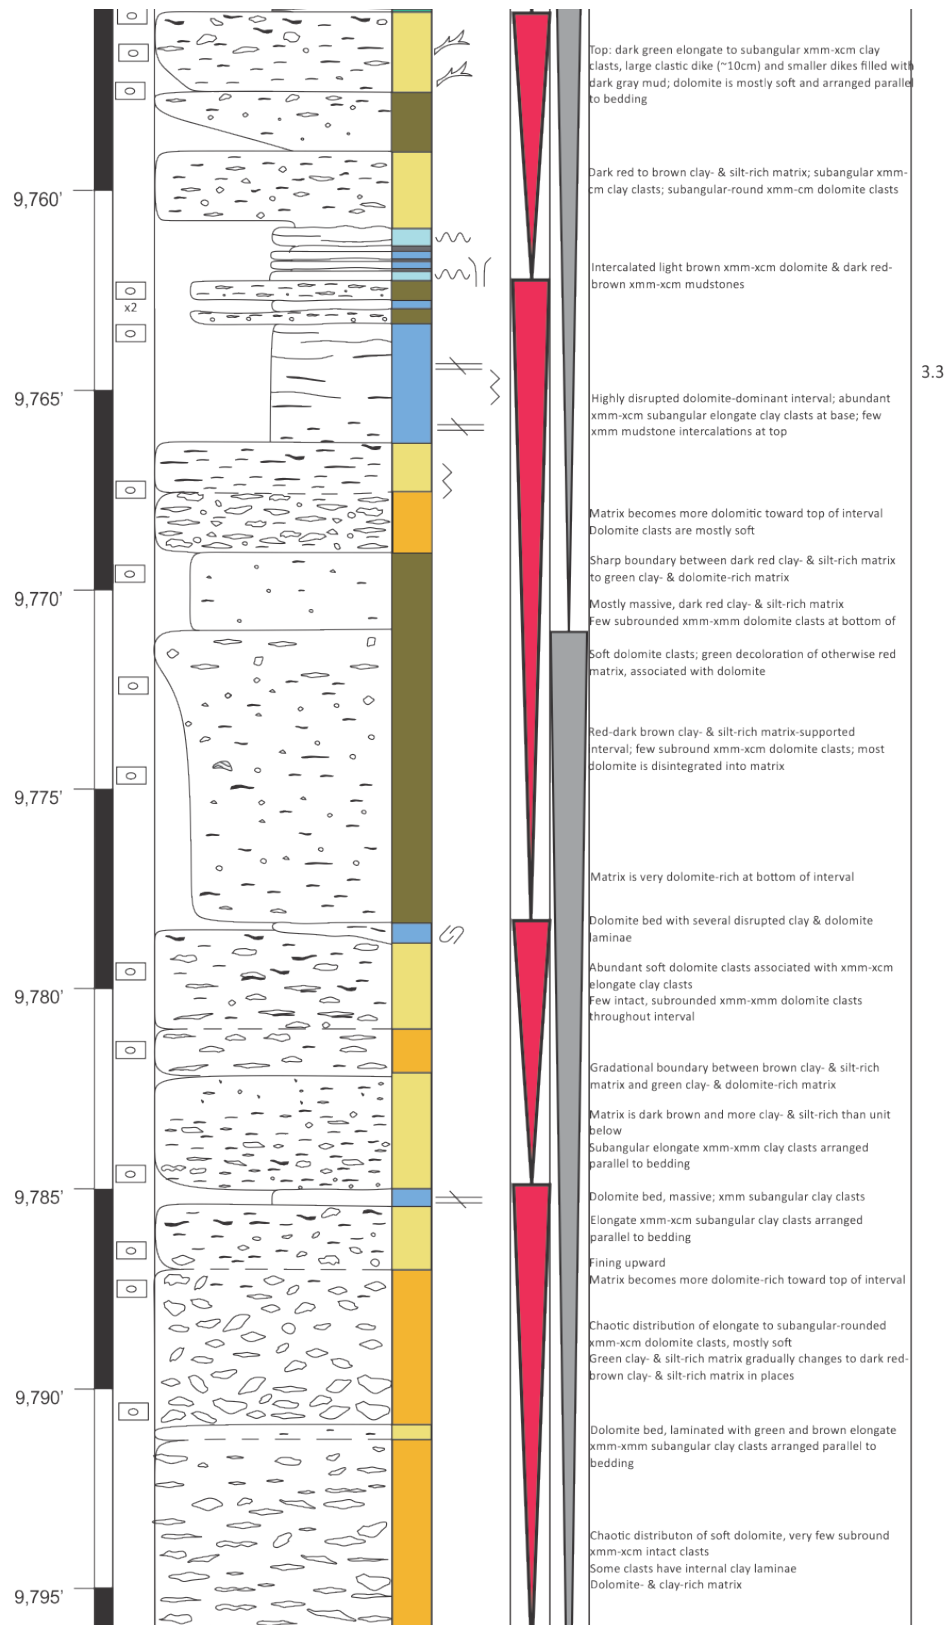 Top: dark green elongate to subangular xmm-xcm clay
clasts, large clastic dike (~10cm) and smaller dikes filled with
dark gray mud; dolomite is mostly soft and arranged parallel
to bedding
Dark red to brown clay- & silt-rich matrix; subangular xmm-
cm clay clasts; subangular-round xmm-cm dolomite clasts
9,760'
Intercalated light brown xmm-xcm dolomite & dark red-
brown xmm-xcm mudstones
x2
3.3
9,765'
Highly disrupted dolomite-dominant interval; abundant
xmm-xcm subangular elongate clay clasts at base; few
xmm mudstone intercalations at top
Matrix becomes more dolomitic toward top of interval
Dolomite clasts are mostly soft
Sharp boundary between dark red clay- & silt-rich matrix
to green clay- & dolomite-rich matrix
9,770'
Mostly massive, dark red clay- & silt-rich matrix
Few subrounded xmm-xmm dolomite clasts at bottom of
Soft dolomite clasts; green decoloration of otherwise red
matrix, associated with dolomite
Red-dark brown clay- & silt-rich matrix-supported
interval; few subround xmm-xcm dolomite clasts; most
dolomite is disintegrated into matrix
9,775'
Matrix is very dolomite-rich at bottom of interval
Dolomite bed with several disrupted clay & dolomite
laminae
Abundant soft dolomite clasts associated with xmm-xcm
elongate clay clasts
Few intact, subrounded xmm-xmm dolomite clasts
throughout interval
9,780'
Gradational boundary between brown clay- & silt-rich
matrix and green clay- & dolomite-rich matrix
Matrix is dark brown and more clay- & silt-rich than unit
below
Subangular elongate xmm-xmm clay clasts arranged
parallel to bedding
9,785'
Dolomite bed, massive; xmm subangular clay clasts
Elongate xmm-xcm subangular clay clasts arranged
parallel to bedding
Fining upward
Matrix becomes more dolomite-rich toward top of interval
Chaotic distribution of elongate to subangular-rounded
xmm-xcm dolomite clasts, mostly soft
Green clay- & silt-rich matrix gradually changes to dark red-
brown clay- & silt-rich matrix in places
9,790'
Dolomite bed, laminated with green and brown elongate
xmm-xmm subangular clay clasts arranged parallel to
bedding
Chaotic distributon of soft dolomite, very few subround
xmm-xcm intact clasts
Some clasts have internal clay laminae
Dolomite- & clay-rich matrix
9,795'